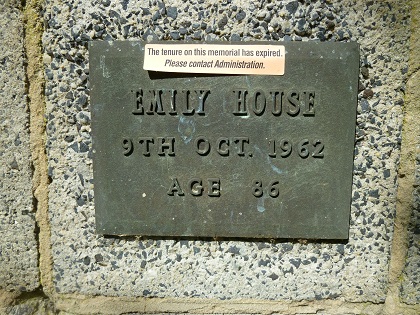 The tenure on this memorial has expired.
Please contact Administration.
EMILY HOUSE
9TH OCT. 1962
AGE 86